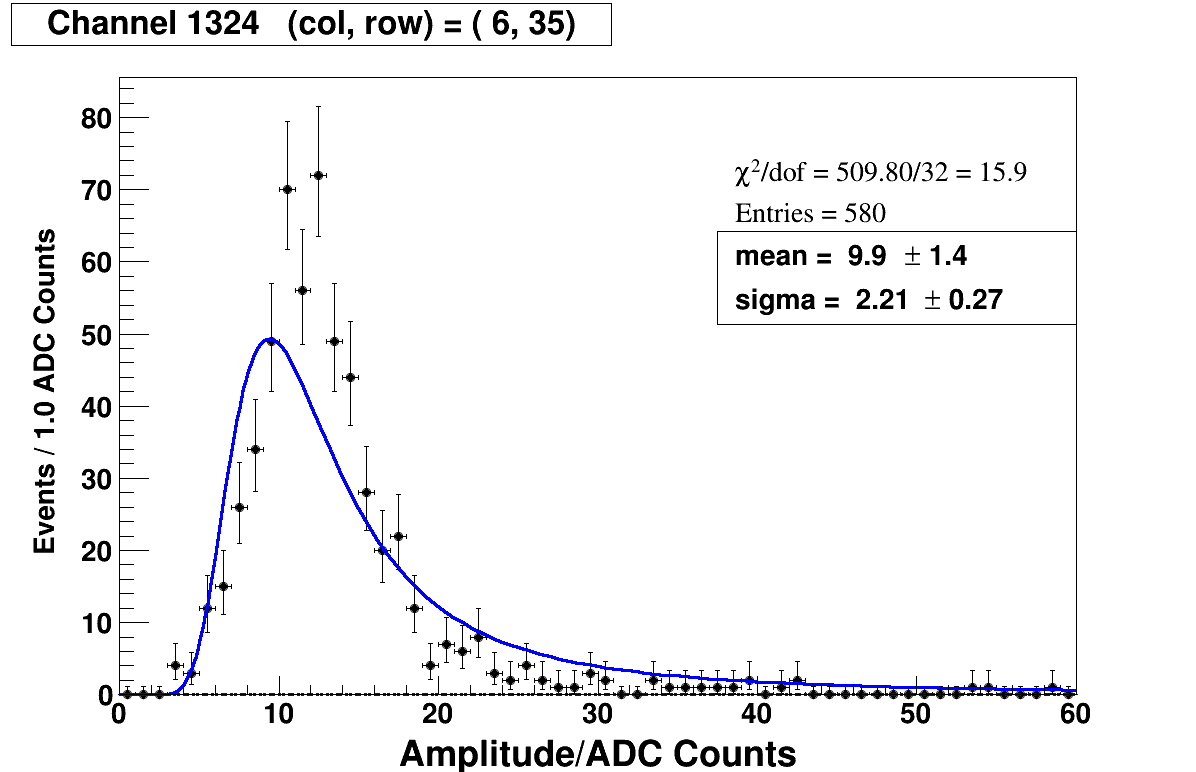 Channel 1324 (col, row) = ( 6, 35)
χ²/dof = 509.80/32 = 15.9
Entries = 580
mean = 9.9 ± 1.4
sigma = 2.21 ± 0.27
Events / 1.0 ADC Counts
80
70
60
50
40
30
20
10
0
0 10 20 30 40 50 60
Amplitude/ADC Counts